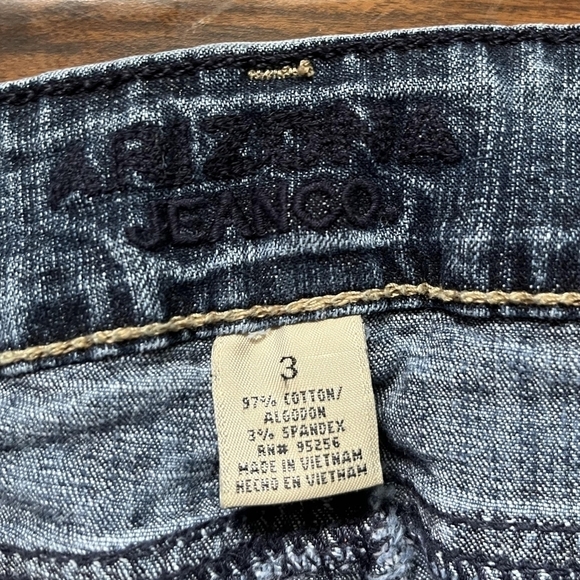 ARIZONA
JEAN CO.
3
97% COTTON/
ALGODON
3% SPANDEX
RN# 95256
MADE IN VIETNAM
HECHO EN VIETNAM